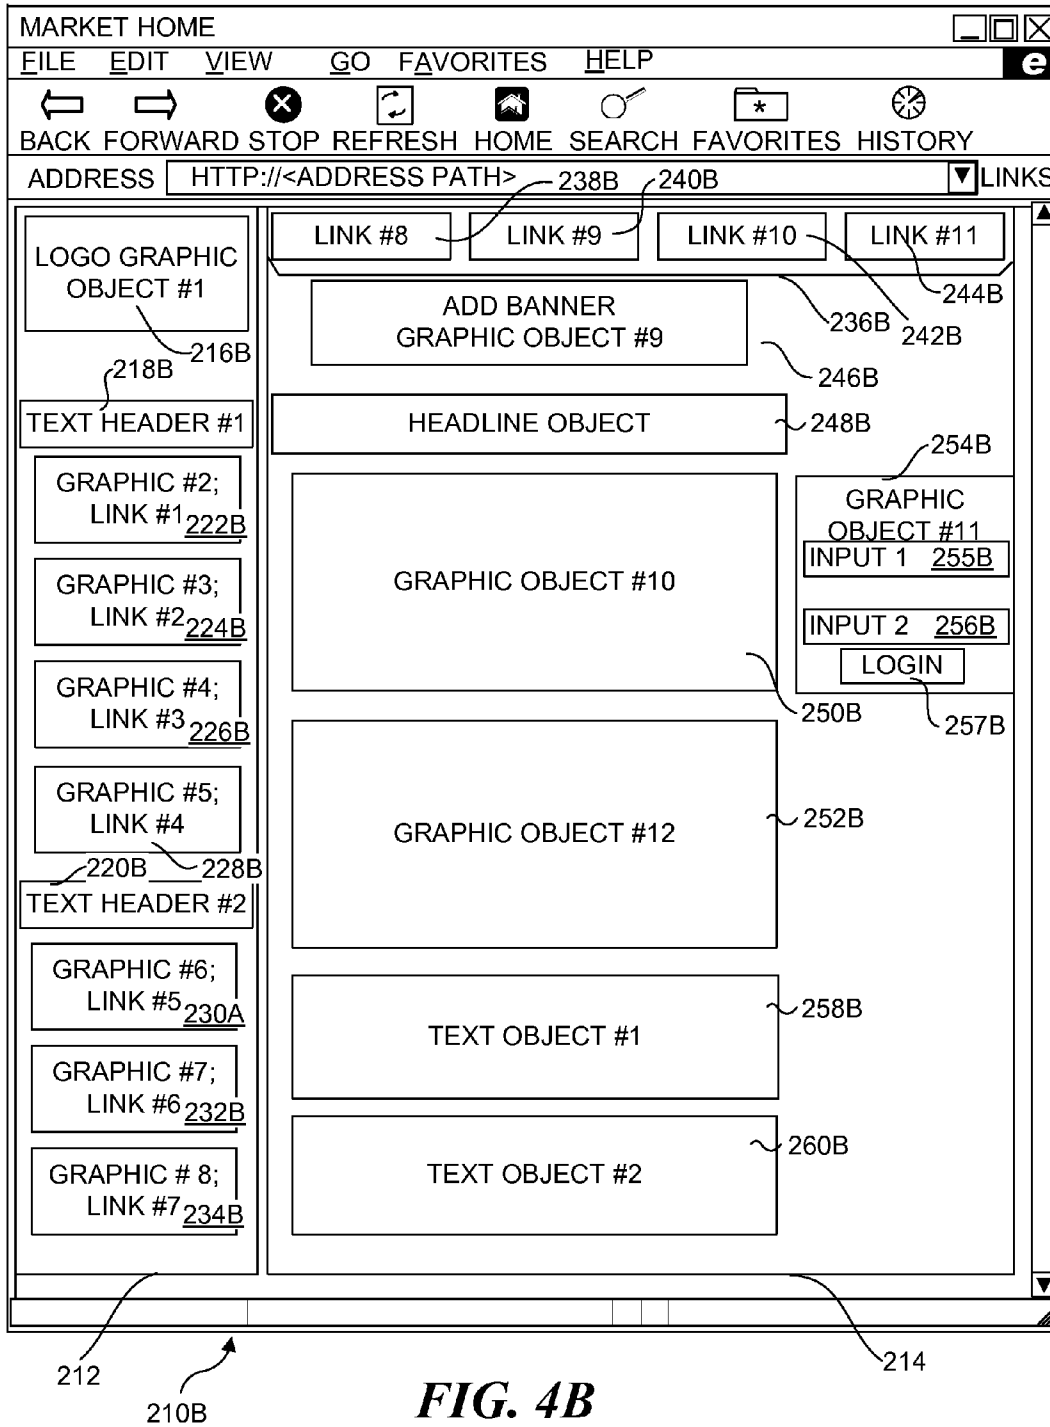 MARKET HOME
FILE EDIT VIEW GO FAVORITES HELP
e
BACK FORWARD STOP REFRESH HOME SEARCH FAVORITES HISTORY
ADDRESS HTTP://<ADDRESS PATH> 238B 240B LINKS
LOGO GRAPHIC
OBJECT #1
216B
218B
TEXT HEADER #1
GRAPHIC #2;
LINK #1 222B
GRAPHIC #3;
LINK #2 224B
GRAPHIC #4;
LINK #3 226B
GRAPHIC #5;
LINK #4
220B 228B
TEXT HEADER #2
GRAPHIC #6;
LINK #5 230A
GRAPHIC #7;
LINK #6 232B
GRAPHIC # 8;
LINK #7 234B
LINK #8 LINK #9 LINK #10 LINK #11
244B
236B 242B
ADD BANNER
GRAPHIC OBJECT #9
246B
HEADLINE OBJECT 248B
254B
GRAPHIC
OBJECT #11
INPUT 1 255B
INPUT 2 256B
LOGIN
257B
GRAPHIC OBJECT #10
250B
GRAPHIC OBJECT #12 252B
TEXT OBJECT #1 258B
TEXT OBJECT #2 260B
212 210B 214
FIG. 4B